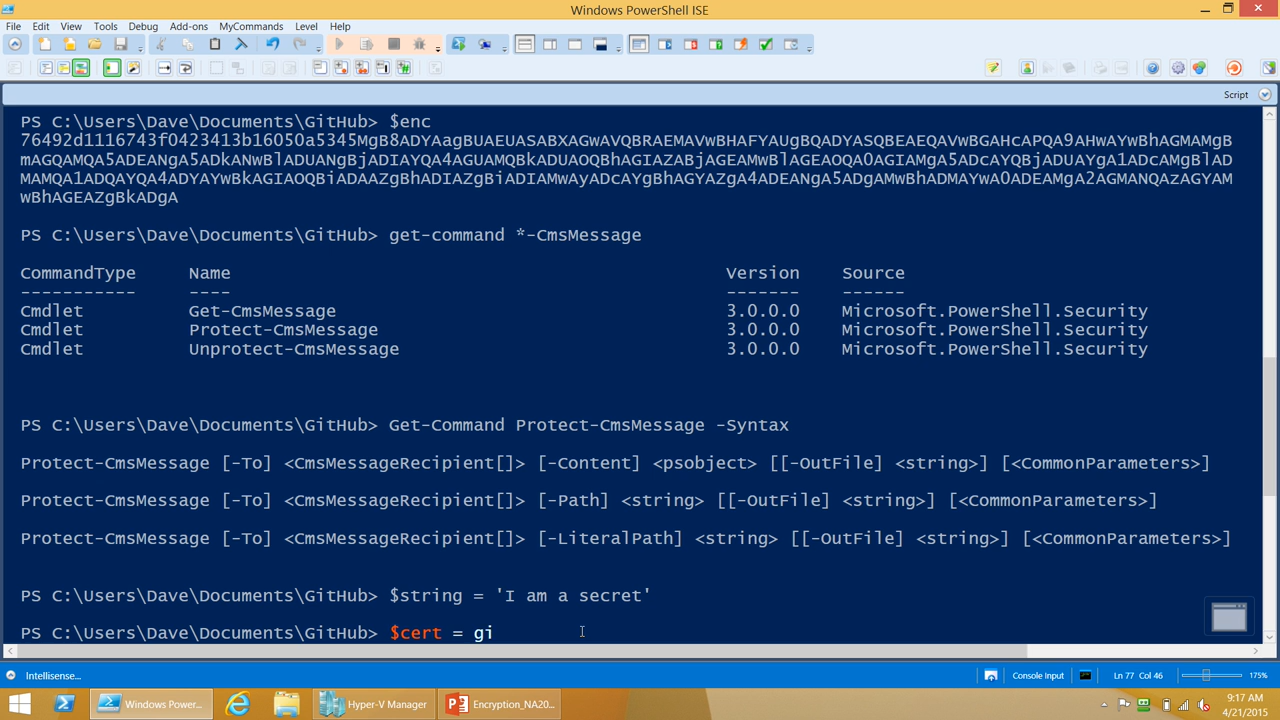 Windows PowerShell ISE
File Edit View Tools Debug Add-ons MyCommands Level Help
Script
PS C:\Users\Dave\Documents\GitHub> $enc
76492d1116743f0423413b16050a5345MgB8ADYAagBUAEUASABXAGwAVQBRAEMAVwBHAFYAUgBQADYASQBEAEQAVwBGAHcAPQA9AHwAYwBhAGMAMgB
mAGQAMQA5ADEANgA5ADkANwBlADUANgBjADIAYQA4AGUAMQBkADUAOQBhAGIAZABjAGEAMwBlAGEAOQA0AGIAMgA5ADcAYQBjADUAYgA1ADcAMgBlAD
MAMQA1ADQAYQA4ADYAYwBkAGIAOQBiADAAZgBhADIAZgBiADIAMwAyADcAYgBhAGYAZgA4ADEANgA5ADgAMwBhADMAYwA0ADEAMgA2AGMANQAzAGYAM
wBhAGEAZgBkADgA
PS C:\Users\Dave\Documents\GitHub> get-command *-CmsMessage
CommandType Name Version Source
----------- ---- ------- ------
Cmdlet Get-CmsMessage 3.0.0.0 Microsoft.PowerShell.Security
Cmdlet Protect-CmsMessage 3.0.0.0 Microsoft.PowerShell.Security
Cmdlet Unprotect-CmsMessage 3.0.0.0 Microsoft.PowerShell.Security
PS C:\Users\Dave\Documents\GitHub> Get-Command Protect-CmsMessage -Syntax
Protect-CmsMessage [-To] <CmsMessageRecipient[]> [-Content] <psobject> [[-OutFile] <string>] [<CommonParameters>]
Protect-CmsMessage [-To] <CmsMessageRecipient[]> [-Path] <string> [[-OutFile] <string>] [<CommonParameters>]
Protect-CmsMessage [-To] <CmsMessageRecipient[]> [-LiteralPath] <string> [[-OutFile] <string>] [<CommonParameters>]
PS C:\Users\Dave\Documents\GitHub> $string = 'I am a secret'
PS C:\Users\Dave\Documents\GitHub> $cert = gi
Intellisense... Console Input Ln 77 Col 46 175%
Windows Power... Hyper-V Manager Encryption_NA20... 9:17 AM
4/21/2015